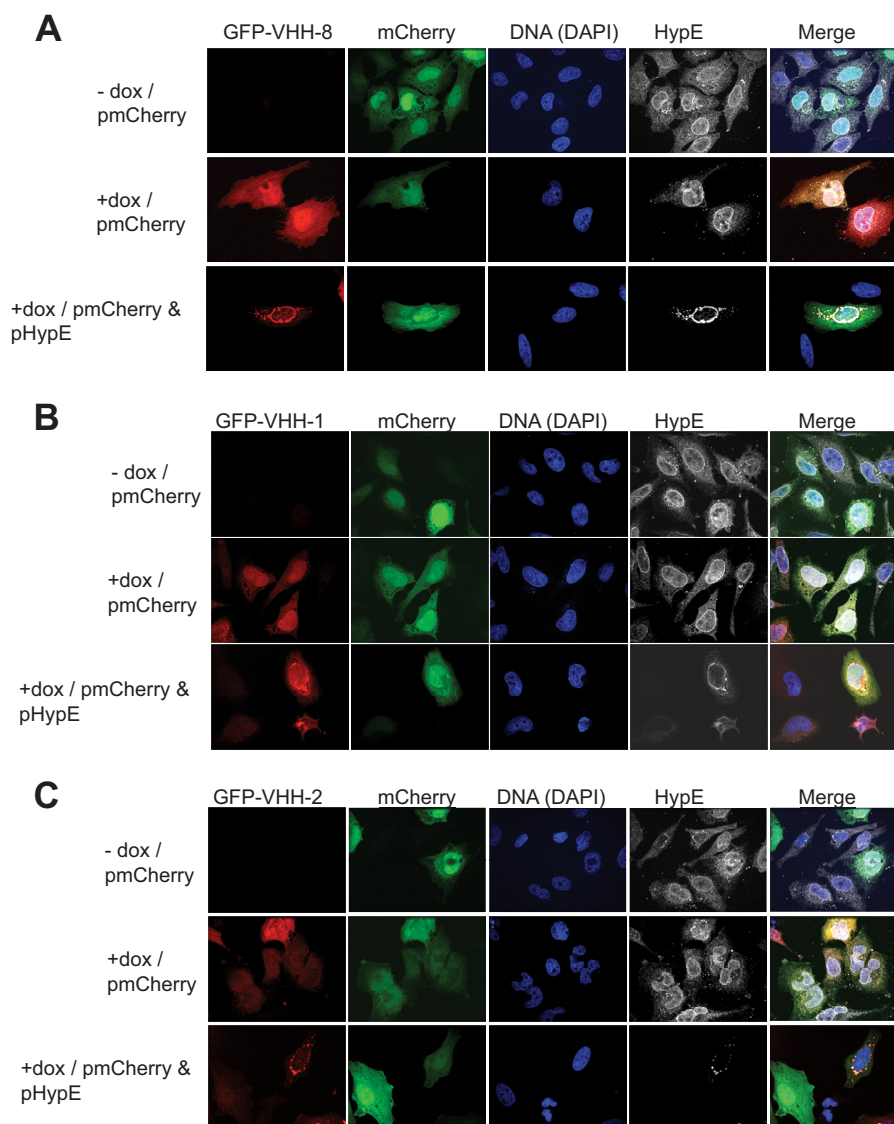 A
GFP-VHH-8 mCherry DNA (DAPI) HypE Merge
- dox /
pmCherry
+dox /
pmCherry
+dox / pmCherry &
pHypE
B
GFP-VHH-1 mCherry DNA (DAPI) HypE Merge
- dox /
pmCherry
+dox /
pmCherry
+dox / pmCherry &
pHypE
C
GFP-VHH-2 mCherry DNA (DAPI) HypE Merge
- dox /
pmCherry
+dox /
pmCherry
+dox / pmCherry &
pHypE